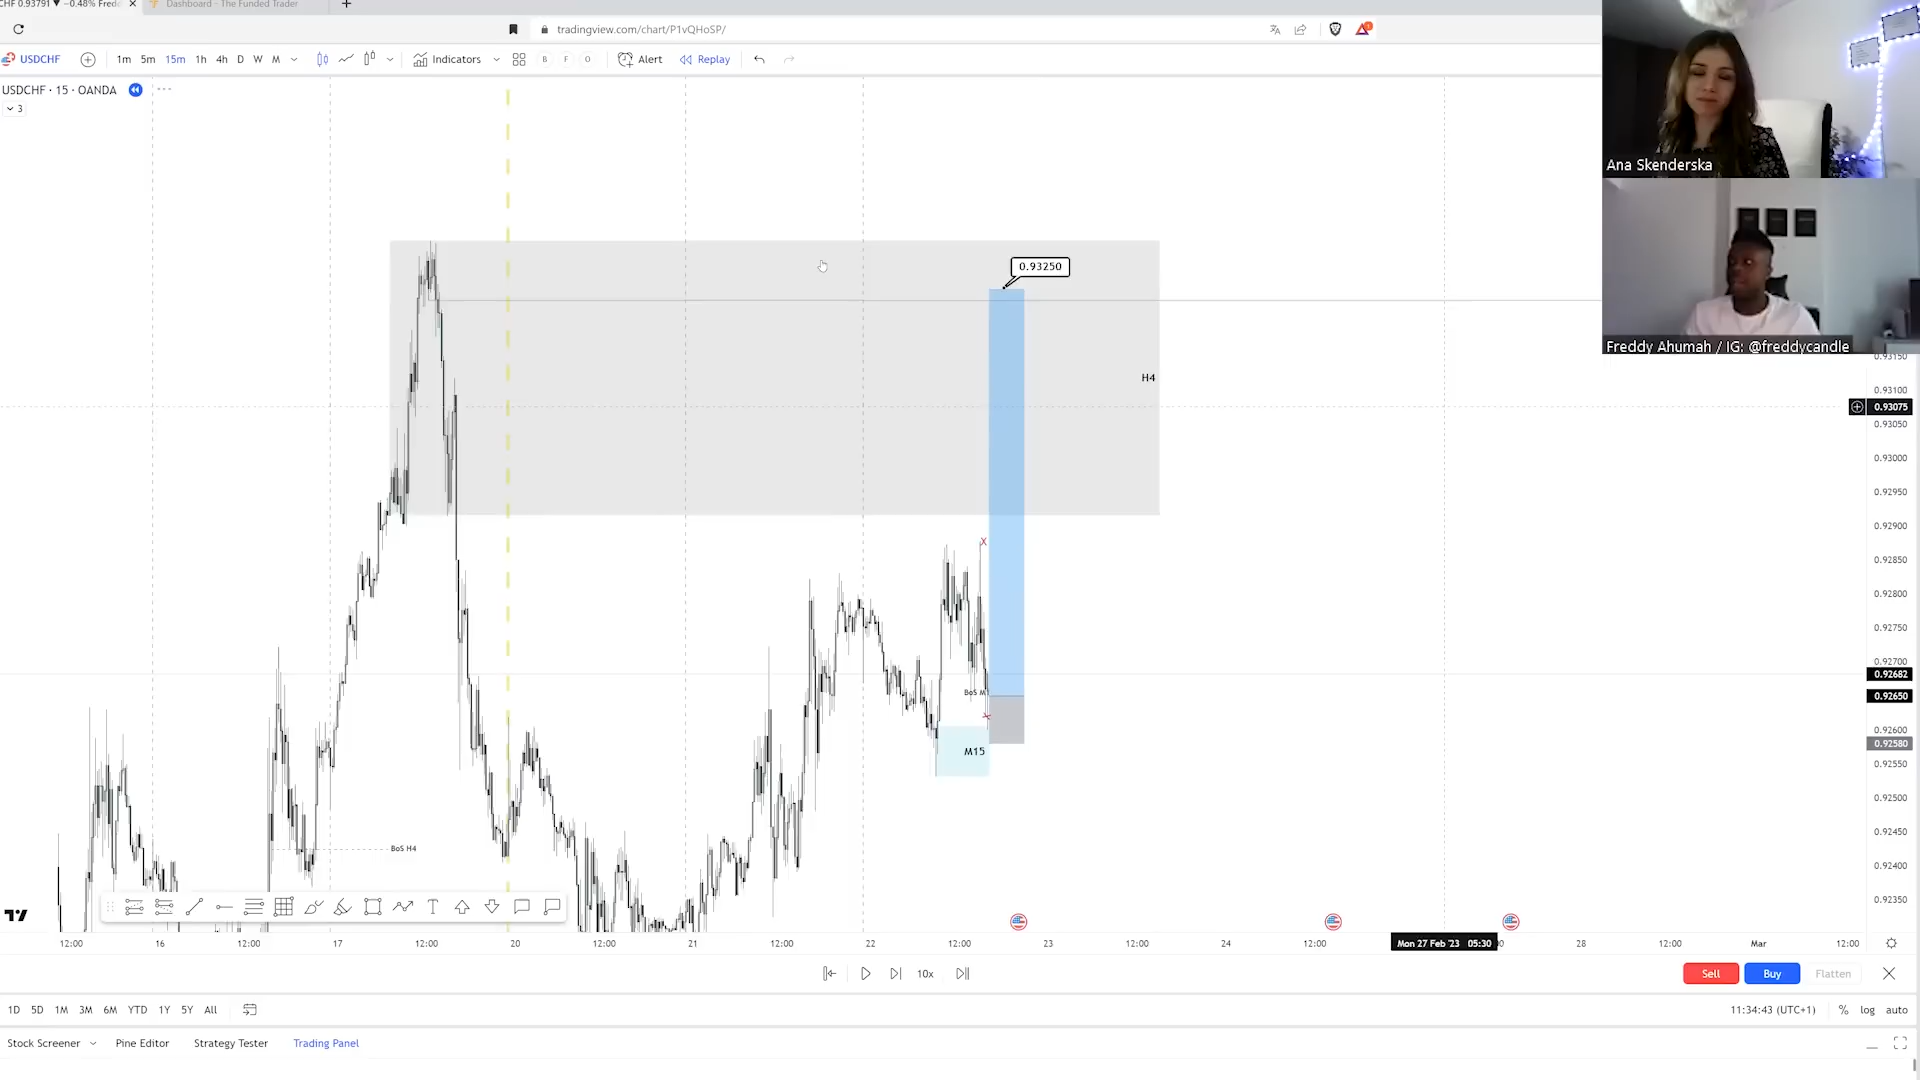 CHF 0.93791 ▼ −0.48% Fredd
Dashboard - The Funded Trader
tradingview.com/chart/P1vQHoSP/
USDCHF 1m 5m 15m 1h 4h D W M Indicators B F O Alert Replay
USDCHF · 15 · OANDA
3
Ana Skenderska
Freddy Ahumah / IG: @freddycandle
0.93250
H4
X
BoS M
X
M15
BoS H4
0.93150
0.93100
0.93075
0.93050
0.93000
0.92950
0.92900
0.92850
0.92800
0.92750
0.92700
0.92682
0.92650
0.92600
0.92580
0.92550
0.92500
0.92450
0.92400
0.92350
12:00 16 12:00 17 12:00 20 12:00 21 12:00 22 12:00 23 12:00 24 12:00 Mon 27 Feb '23 05:30 28 12:00 Mar 12:00
10x
Sell Buy Flatten
1D 5D 1M 3M 6M YTD 1Y 5Y All
11:34:43 (UTC+1) % log auto
Stock Screener Pine Editor Strategy Tester Trading Panel